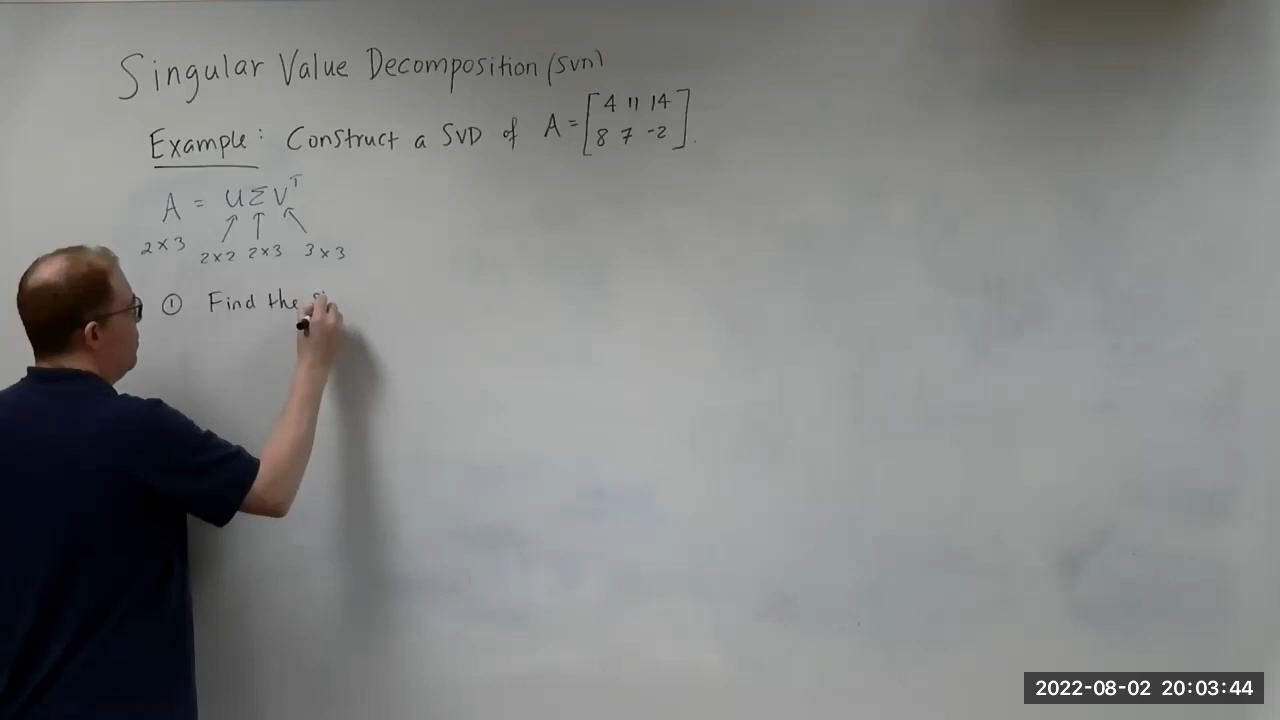 Singular Value Decomposition (SVD)
Example: Construct a SVD of A = [4 11 14
8 7 -2].
A = UΣV^T
2×3 2×2 2×3 3×3
① Find the
2022-08-02 20:03:44